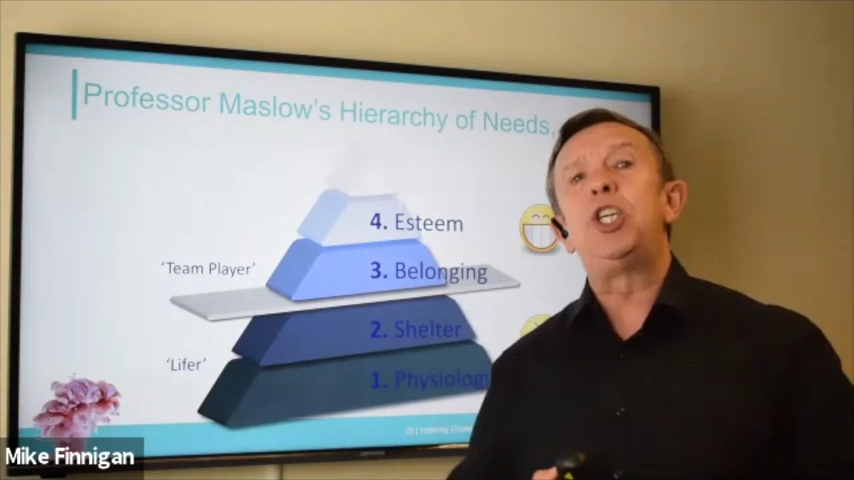 Professor Maslow's Hierarchy of Needs.
4. Esteem
'Team Player'
3. Belonging
2. Shelter
'Lifer'
1. Physiolog
Mike Finnigan